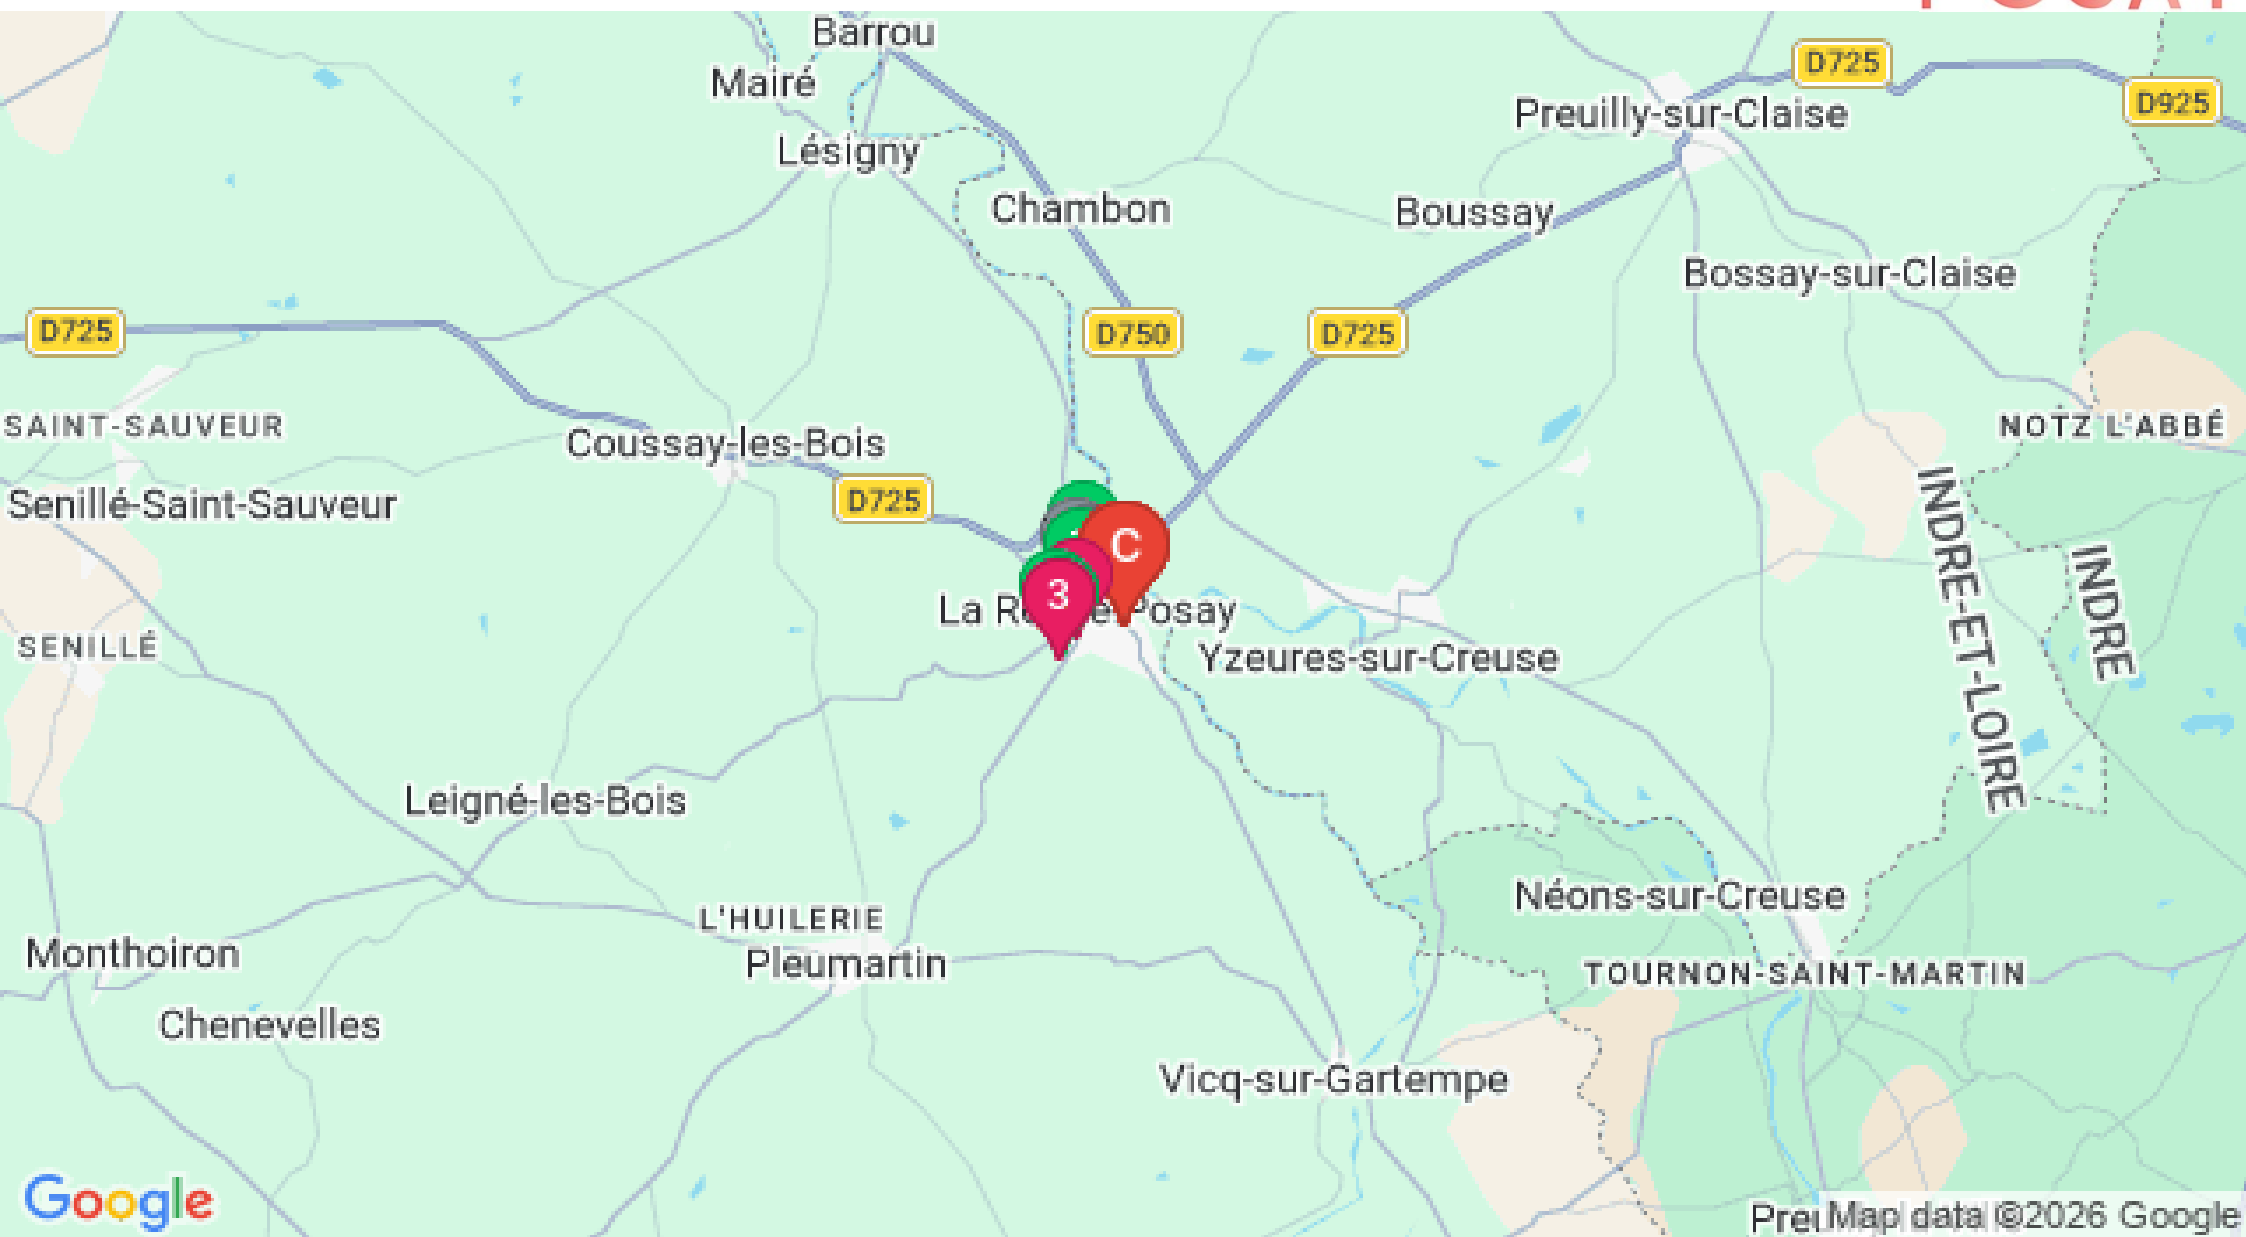 Barrou
Mairé
D725
D925
Preuilly-sur-Claise
Lésigny
Chambon
Boussay
Bossay-sur-Claise
D725
D750
D725
SAINT-SAUVEUR
NOTZ L'ABBÉ
Coussay-les-Bois
D725
Senillé-Saint-Sauveur
INDRE-ET-LOIRE
INDRE
C
3
La Posay
SENILLÉ
Yzeures-sur-Creuse
Leigné-les-Bois
Néons-sur-Creuse
L'HUILERIE
Monthoiron
Pleumartin
TOURNON-SAINT-MARTIN
Chenevelles
Vicq-sur-Gartempe
Google
Map data ©2026 Google